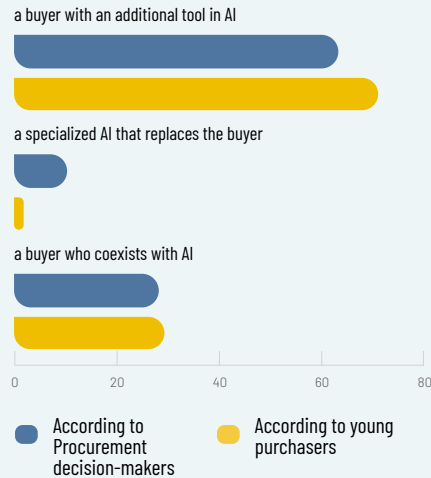 a buyer with an additional tool in AI
a specialized AI that replaces the buyer
a buyer who coexists with AI
0 20 40 60 80
According to
Procurement
decision-makers
According to young
purchasers